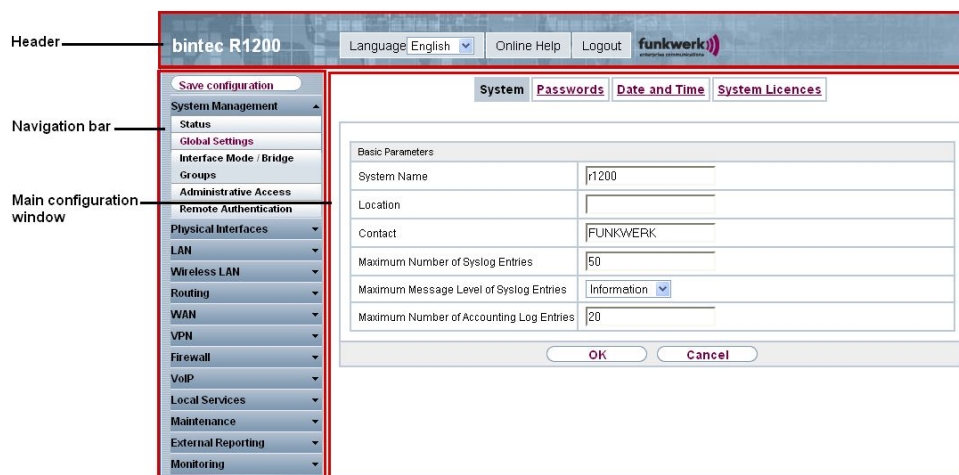 Header
bintec R1200
Language English
Online Help
Logout
funkwerk
enterprise communications
Navigation bar
Main configuration
window
Save configuration
System Management
Status
Global Settings
Interface Mode / Bridge
Groups
Administrative Access
Remote Authentication
Physical Interfaces
LAN
Wireless LAN
Routing
WAN
VPN
Firewall
VoIP
Local Services
Maintenance
External Reporting
Monitoring
System Passwords Date and Time System Licences
Basic Parameters
System Name r1200
Location
Contact FUNKWERK
Maximum Number of Syslog Entries 50
Maximum Message Level of Syslog Entries Information
Maximum Number of Accounting Log Entries 20
OK Cancel